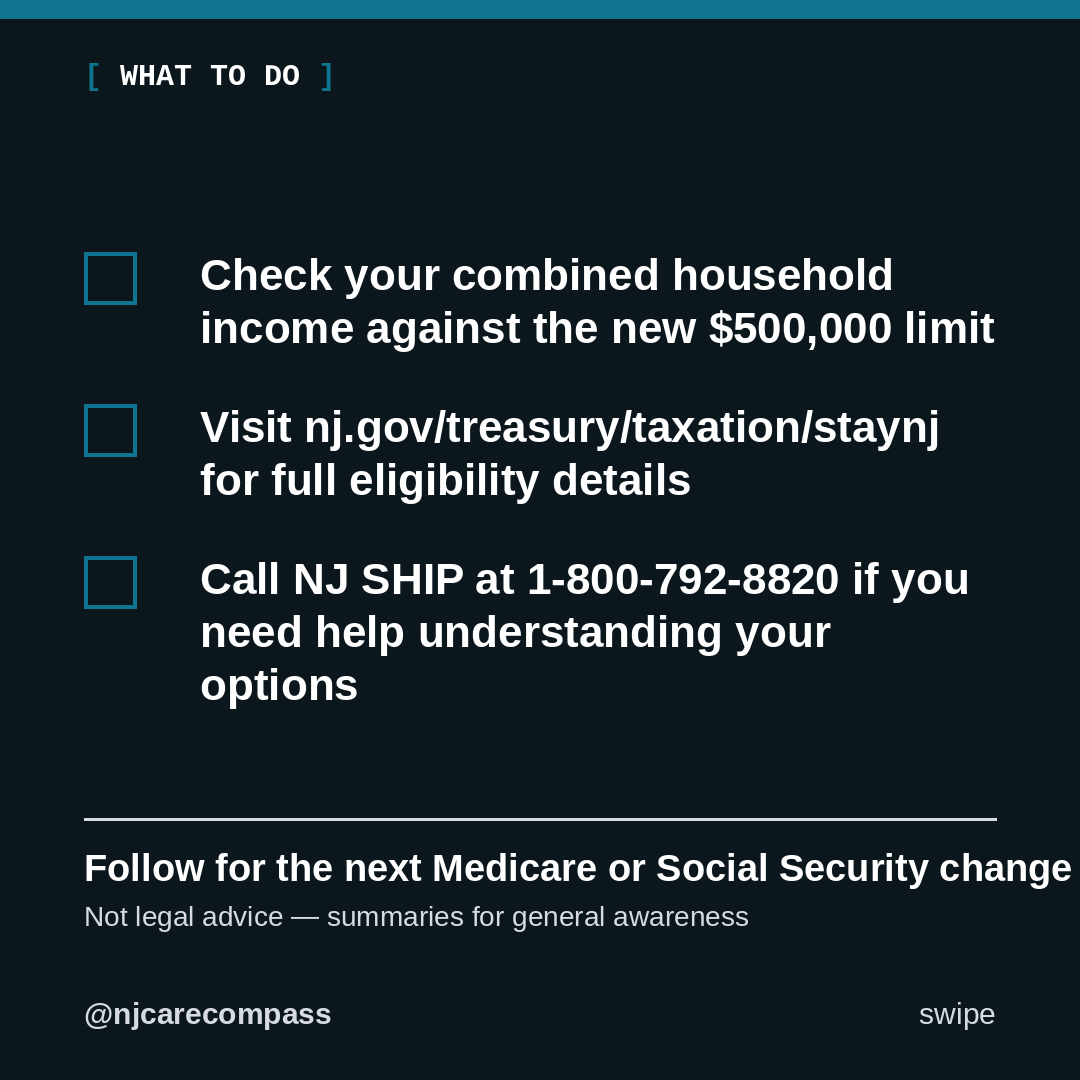 [ WHAT TO DO ]
Check your combined household
income against the new $500,000 limit
Visit nj.gov/treasury/taxation/staynj
for full eligibility details
Call NJ SHIP at 1-800-792-8820 if you
need help understanding your
options
Follow for the next Medicare or Social Security change
Not legal advice — summaries for general awareness
@njcarecompass
swipe